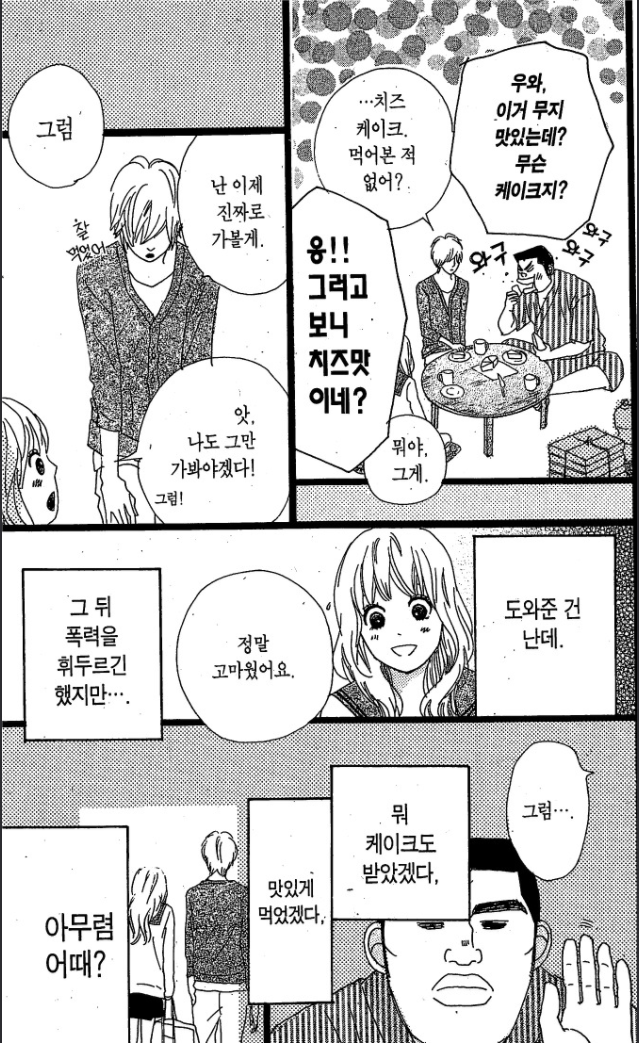 우와,
이거 무지
맛있는데?
무슨
케이크지?
…치즈
케이크.
먹어본 적
없어?
와구
와구
와구
응!!
그러고
보니
치즈맛
이네?
뭐야,
그게.
난 이제
진짜로
가볼게.
그럼
잘
먹었어
앗,
나도 그만
가봐야겠다!
그럼!
도와준 건
난데.
정말
고마웠어요.
그 뒤
폭력을
휘두르긴
했지만….
그럼….
뭐
케이크도
받았겠다,
맛있게
먹었겠다,
아무렴
어때?